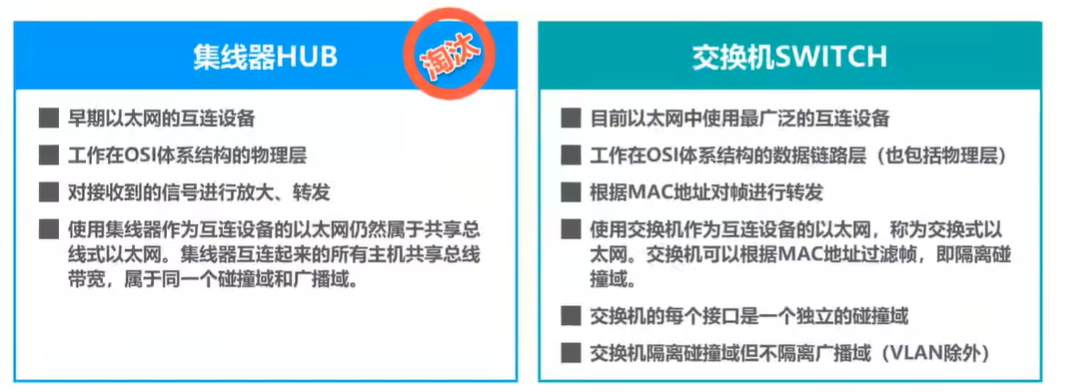 集线器HUB
淘汰
早期以太网的互连设备
工作在OSI体系结构的物理层
对接收到的信号进行放大、转发
使用集线器作为互连设备的以太网仍然属于共享总
线式以太网。集线器互连起来的所有主机共享总线
带宽，属于同一个碰撞域和广播域。
交换机SWITCH
目前以太网中使用最广泛的互连设备
工作在OSI体系结构的数据链路层（也包括物理层）
根据MAC地址对帧进行转发
使用交换机作为互连设备的以太网，称为交换式以
太网。交换机可以根据MAC地址过滤帧，即隔离碰
撞域。
交换机的每个接口是一个独立的碰撞域
交换机隔离碰撞域但不隔离广播域（VLAN除外）